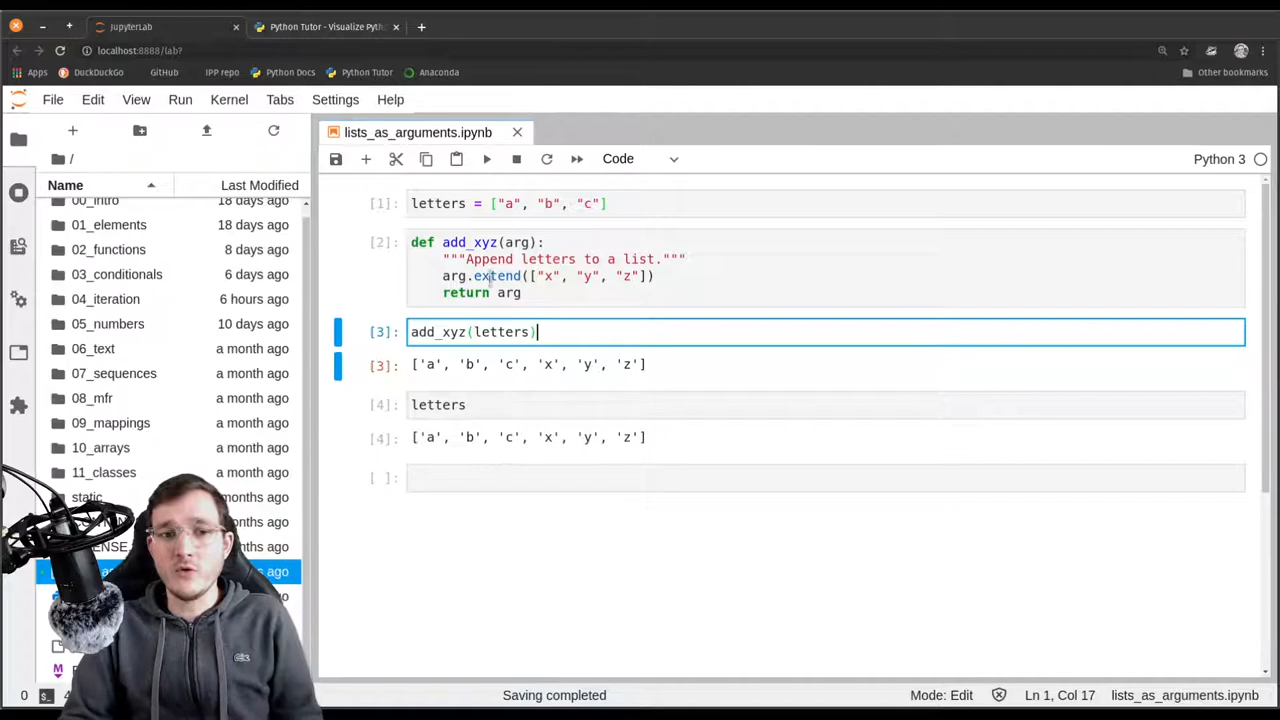 JupyterLab
Python Tutor - Visualize Pyth
localhost:8888/lab?
Apps DuckDuckGo GitHub IPP repo Python Docs Python Tutor Anaconda Other bookmarks
File Edit View Run Kernel Tabs Settings Help
lists_as_arguments.ipynb
Code
Python 3
/
Name Last Modified
00_intro 18 days ago
01_elements 18 days ago
02_functions 8 days ago
03_conditionals 6 days ago
04_iteration 6 hours ago
05_numbers 10 days ago
06_text a month ago
07_sequences a month ago
08_mfr a month ago
09_mappings a month ago
10_arrays a month ago
11_classes a month ago
static months ago
months ago
months ago
ago
[1]: letters = ["a", "b", "c"]
[2]: def add_xyz(arg):
"""Append letters to a list."""
arg.extend(["x", "y", "z"])
return arg
[3]: add_xyz(letters)
[3]: ['a', 'b', 'c', 'x', 'y', 'z']
[4]: letters
[4]: ['a', 'b', 'c', 'x', 'y', 'z']
[ ]:
0 $_ Saving completed Mode: Edit Ln 1, Col 17 lists_as_arguments.ipynb